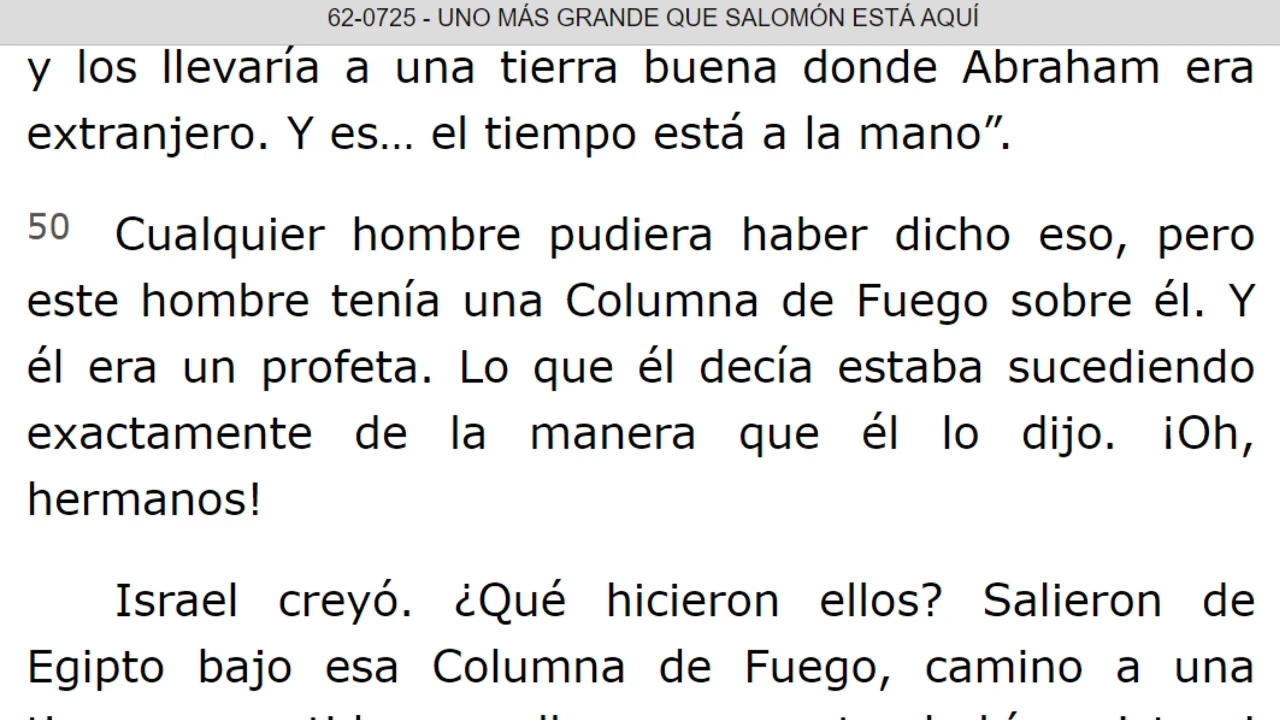 62-0725 - UNO MÁS GRANDE QUE SALOMÓN ESTÁ AQUÍ
y los llevaría a una tierra buena donde Abraham era
extranjero. Y es… el tiempo está a la mano”.
50 Cualquier hombre pudiera haber dicho eso, pero
este hombre tenía una Columna de Fuego sobre él. Y
él era un profeta. Lo que él decía estaba sucediendo
exactamente de la manera que él lo dijo. ¡Oh,
hermanos!
Israel creyó. ¿Qué hicieron ellos? Salieron de
Egipto bajo esa Columna de Fuego, camino a una